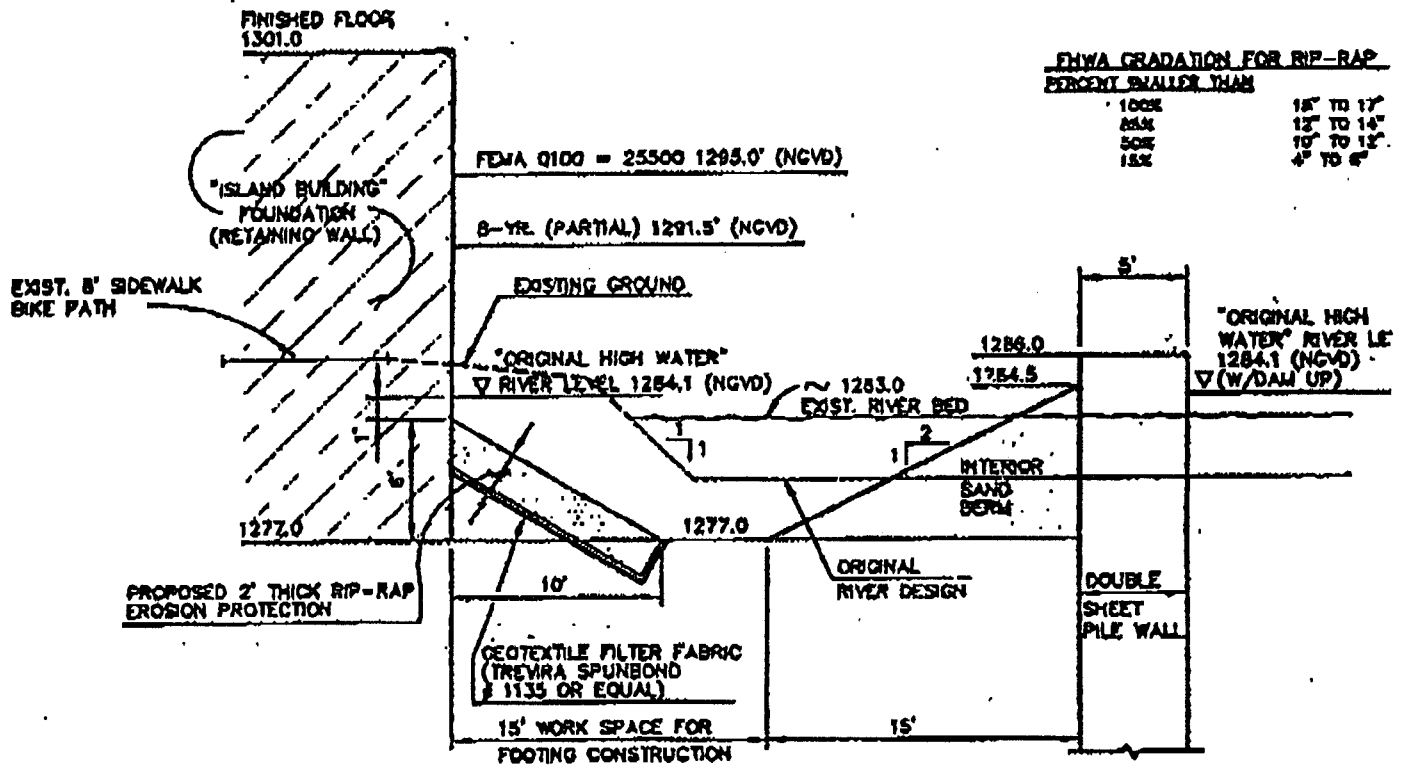 FINISHED FLOOR
1301.0
FHWA GRADATION FOR RIP-RAP
PERCENT SMALLER THAN
100% 15" TO 17"
85% 12" TO 14"
50% 10" TO 12"
15% 4" TO 6"
FEMA Q100 = 25500 1295.0' (NGVD)
"ISLAND BUILDING"
FOUNDATION
(RETAINING WALL)
8-YR. (PARTIAL) 1291.5' (NGVD)
EXIST. 8' SIDEWALK
BIKE PATH
EXISTING GROUND
5'
"ORIGINAL HIGH WATER"
RIVER LEVEL 1284.1 (NGVD)
1286.0
1284.5
"ORIGINAL HIGH
WATER" RIVER LE
1284.1 (NGVD)
(W/DAM UP)
~ 1283.0
EXIST. RIVER BED
1'
1
1
2
1
6'
INTERIOR
SAND
BERM
1277.0
1277.0
10'
ORIGINAL
RIVER DESIGN
PROPOSED 2' THICK RIP-RAP
EROSION PROTECTION
DOUBLE
SHEET
PILE WALL
GEOTEXTILE FILTER FABRIC
(TREVIRA SPUNBOND
# 1135 OR EQUAL)
15' WORK SPACE FOR
FOOTING CONSTRUCTION
15'